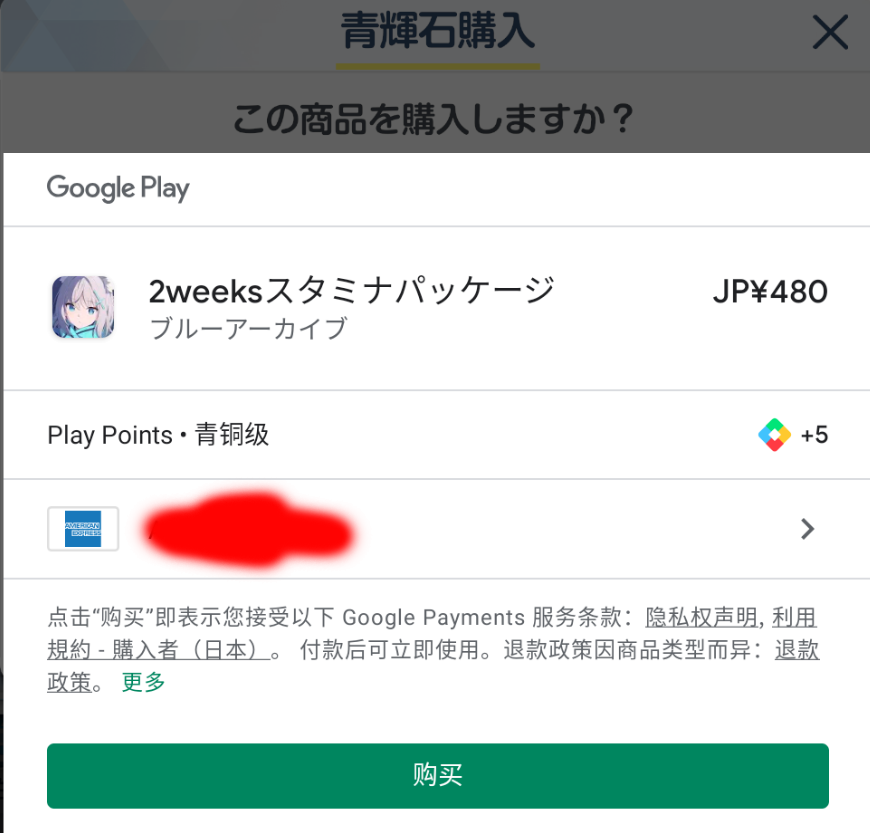 青輝石購入
この商品を購入しますか？
Google Play
2weeksスタミナパッケージ
JP¥480
ブルーアーカイブ
Play Points • 青铜级
+5
AMERICAN
EXPRESS
点击“购买”即表示您接受以下 Google Payments 服务条款：隐私权声明, 利用
規約 - 購入者（日本）。 付款后可立即使用。退款政策因商品类型而异：退款
政策。 更多
购买